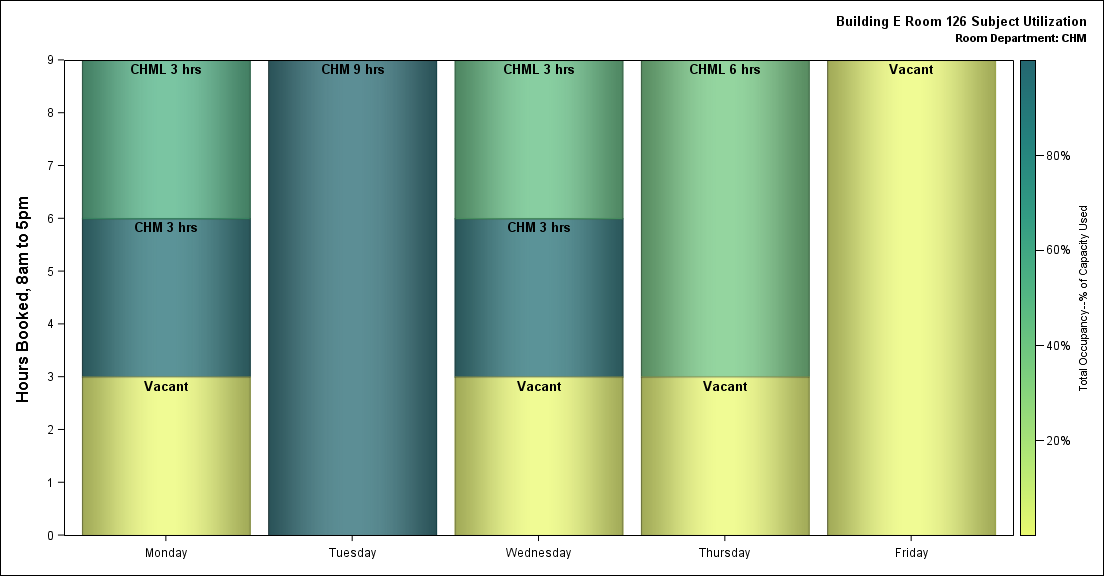 Building E Room 126 Subject Utilization
Room Department: CHM
Hours Booked, 8am to 5pm
9
8
7
6
5
4
3
2
1
0
CHML 3 hrs
CHM 3 hrs
Vacant
CHM 9 hrs
CHML 3 hrs
CHM 3 hrs
Vacant
CHML 6 hrs
Vacant
Vacant
Monday
Tuesday
Wednesday
Thursday
Friday
80%
60%
40%
20%
Total Occupancy--% of Capacity Used